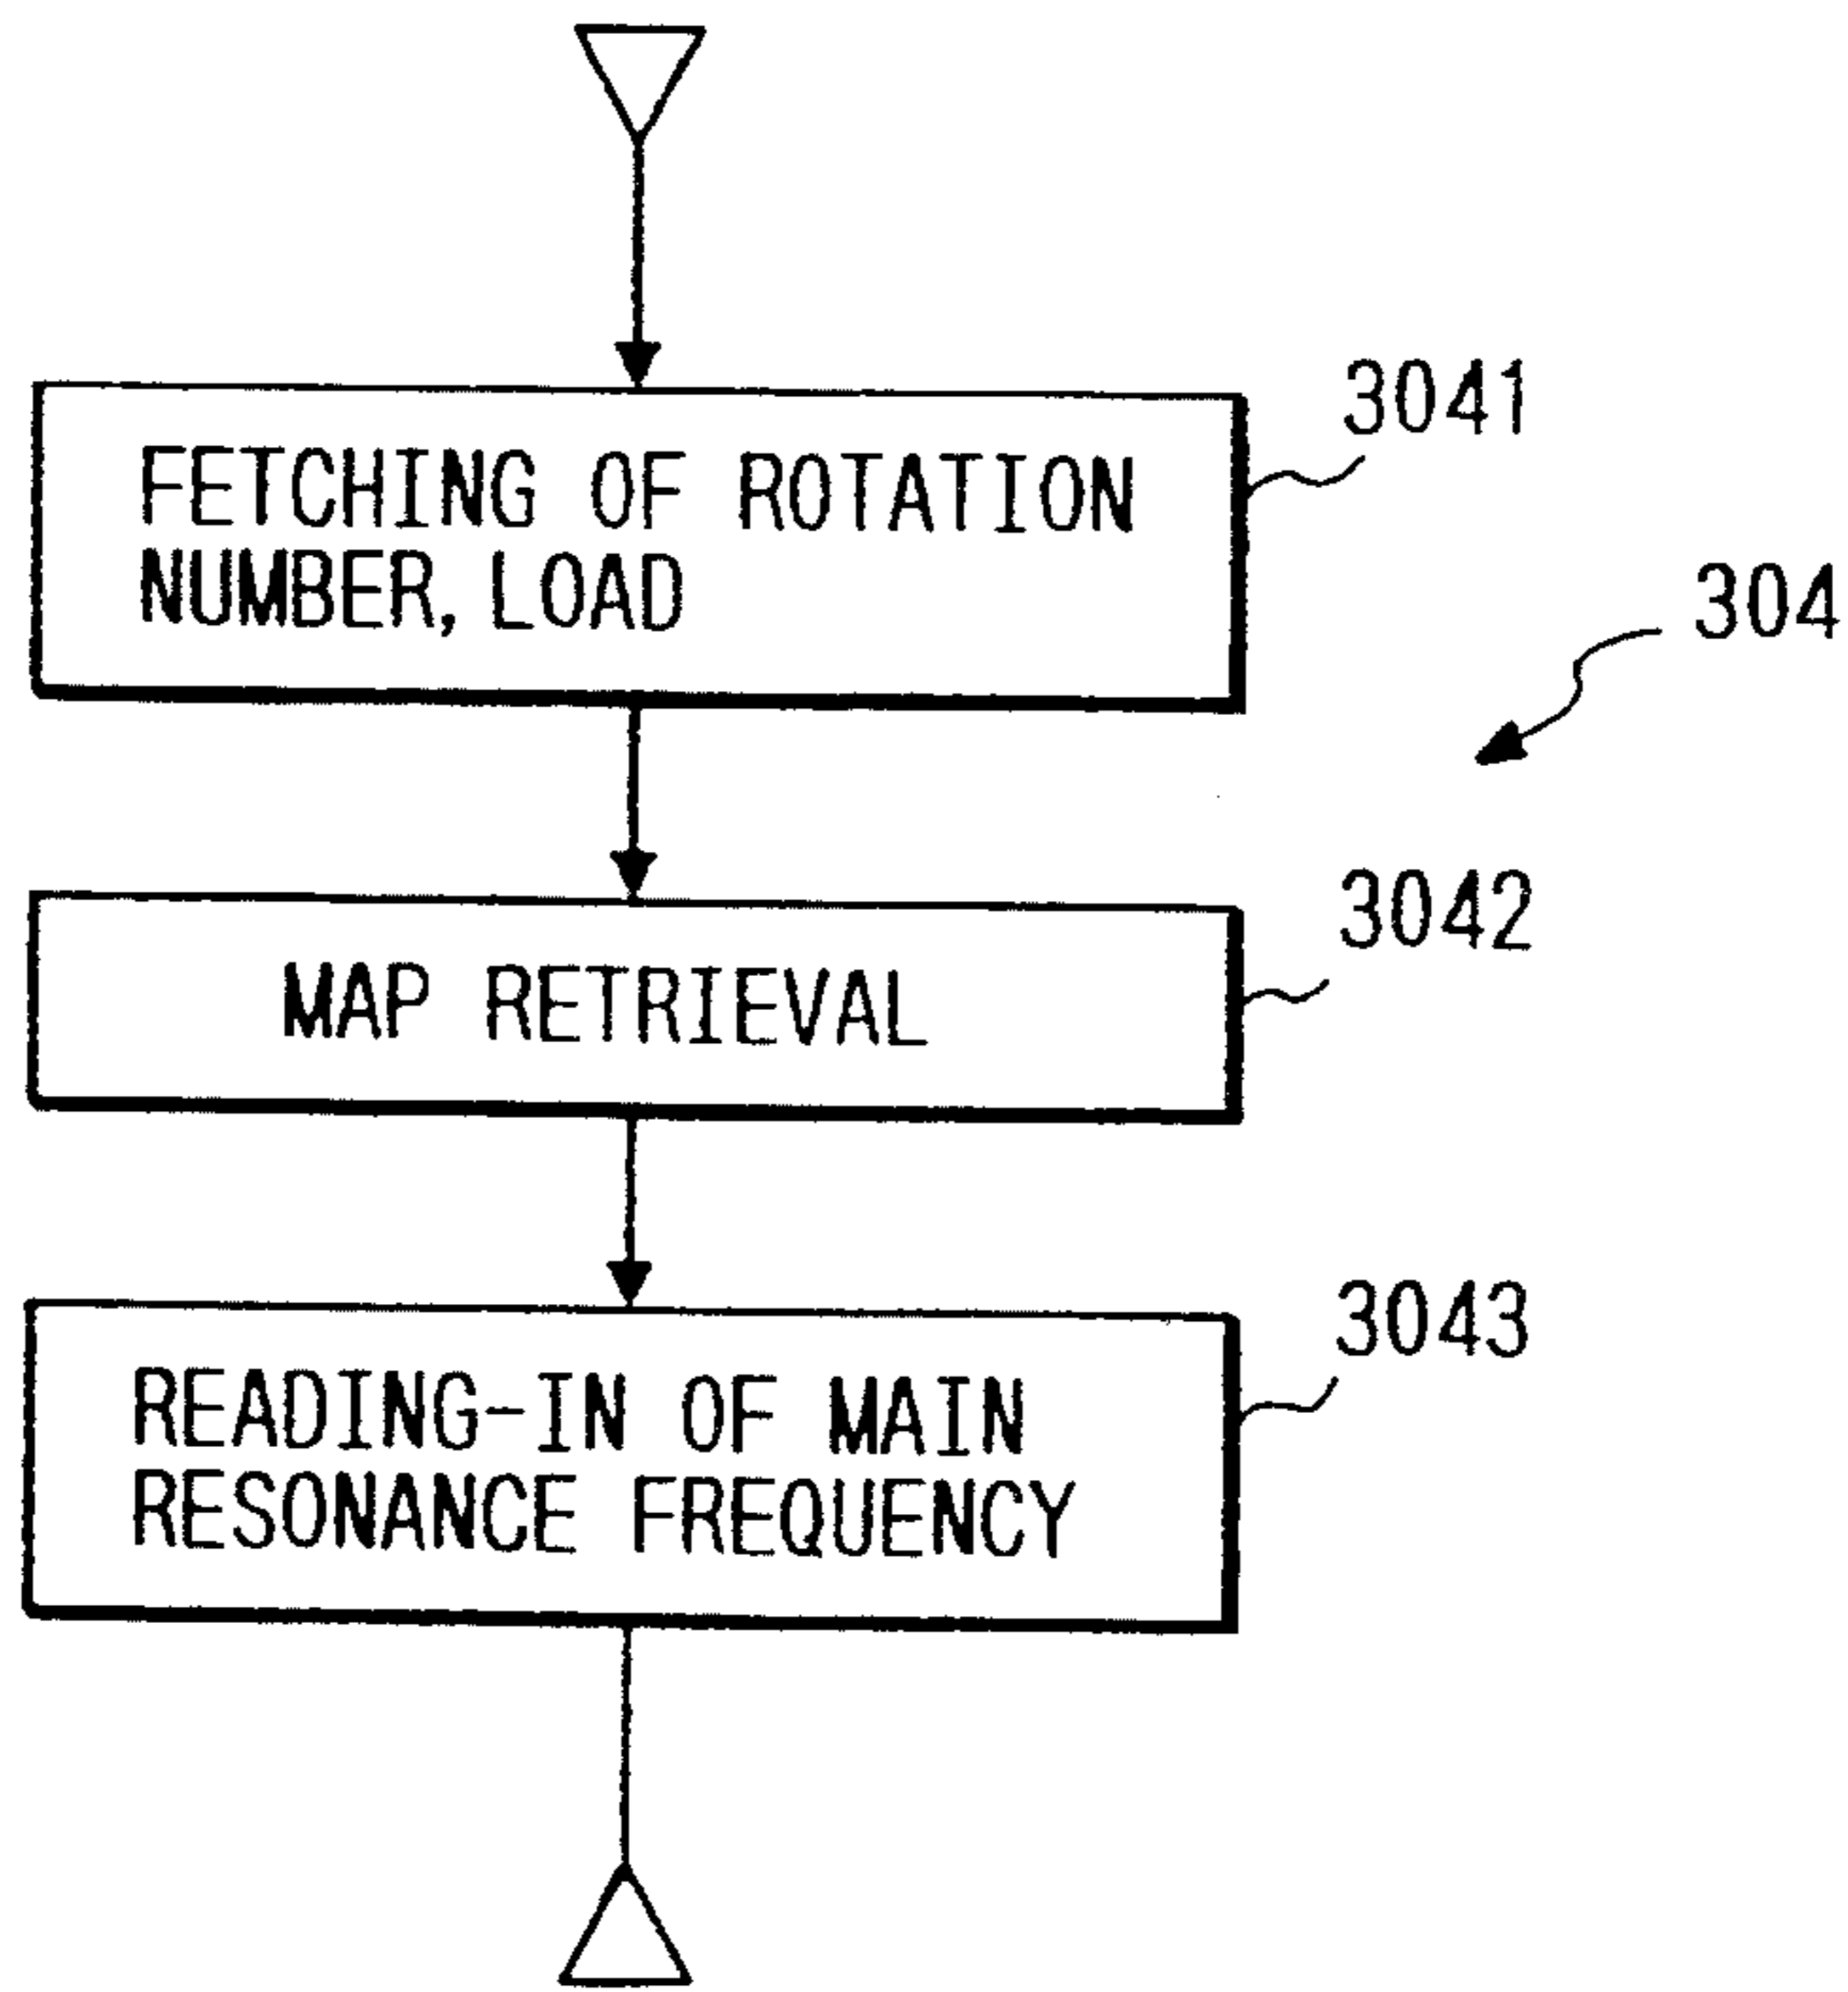 3041
FETCHING OF ROTATION
NUMBER, LOAD
304
3042
MAP RETRIEVAL
3043
READING-IN OF MAIN
RESONANCE FREQUENCY